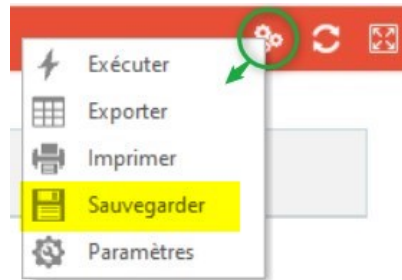 Exécuter
Exporter
Imprimer
Sauvegarder
Paramètres